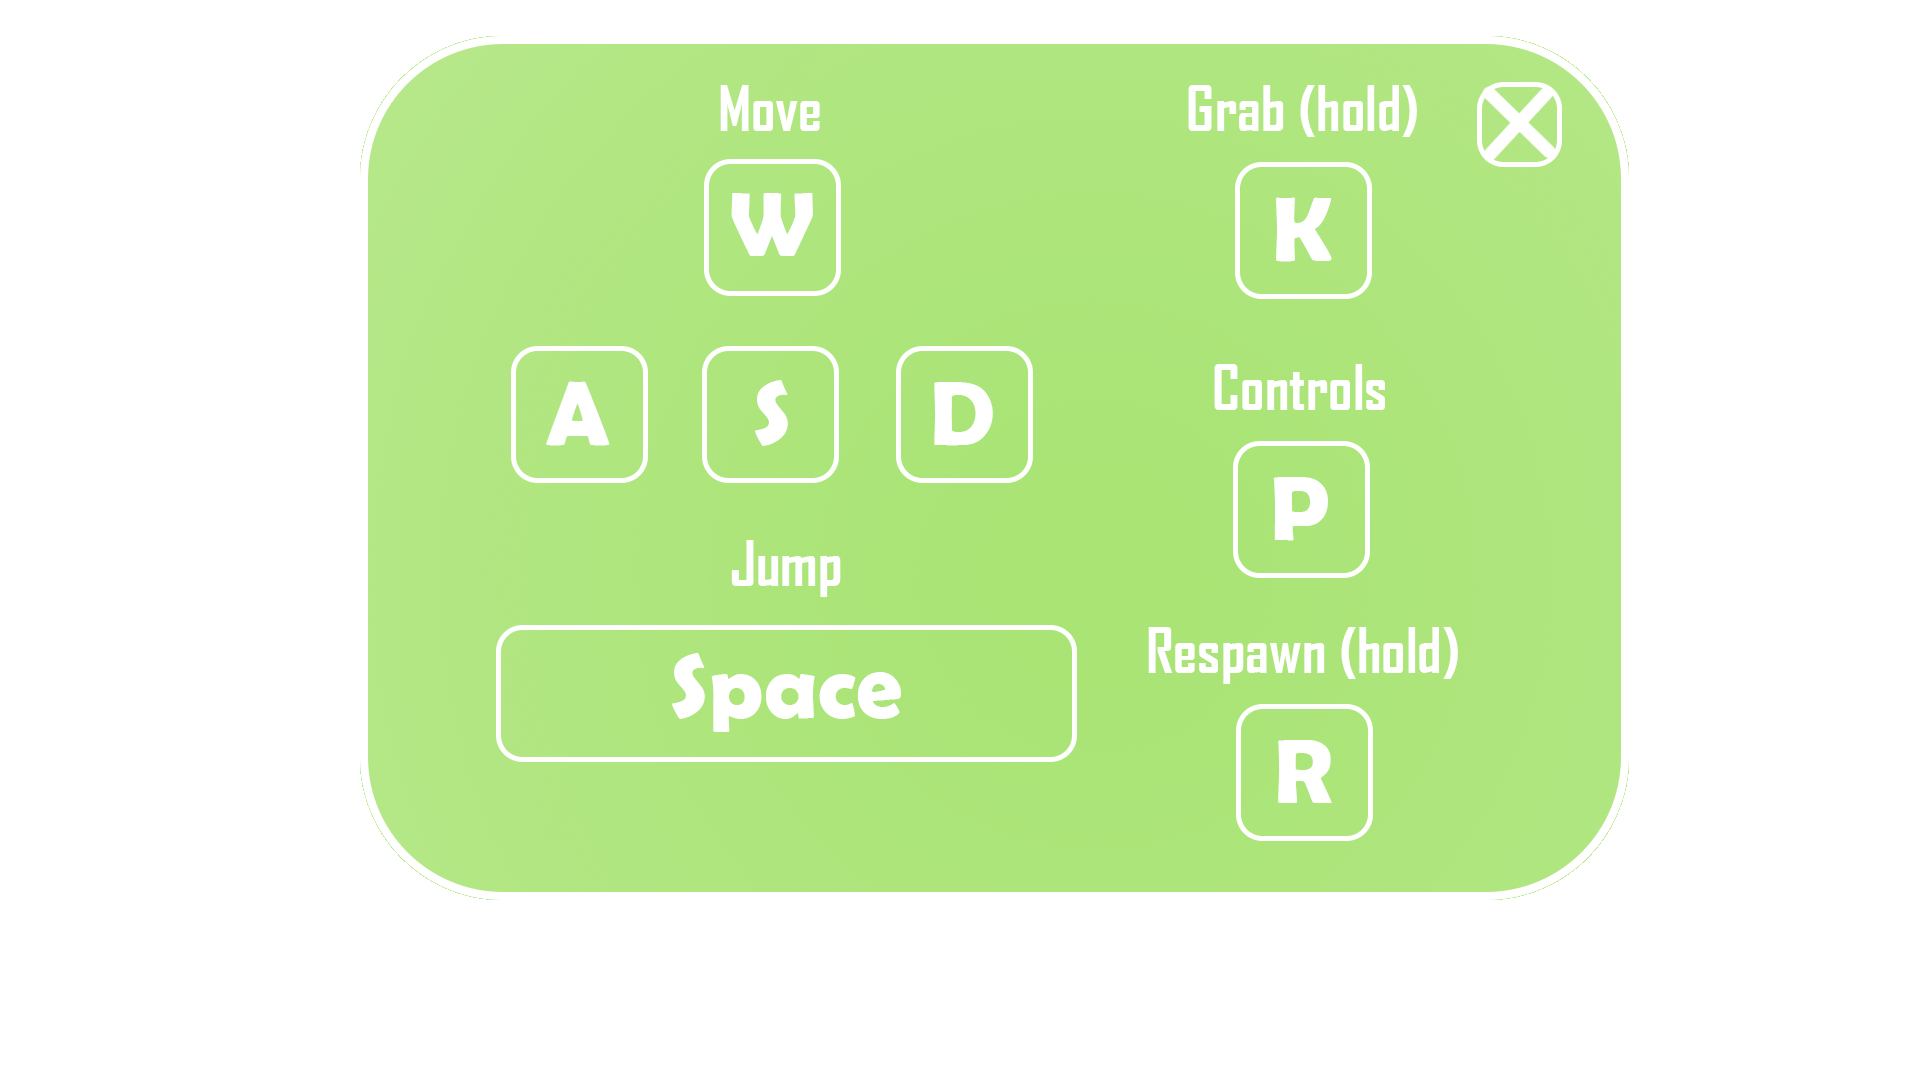 Move
W
A S D
Jump
Space
Grab (hold)
K
Controls
P
Respawn (hold)
R